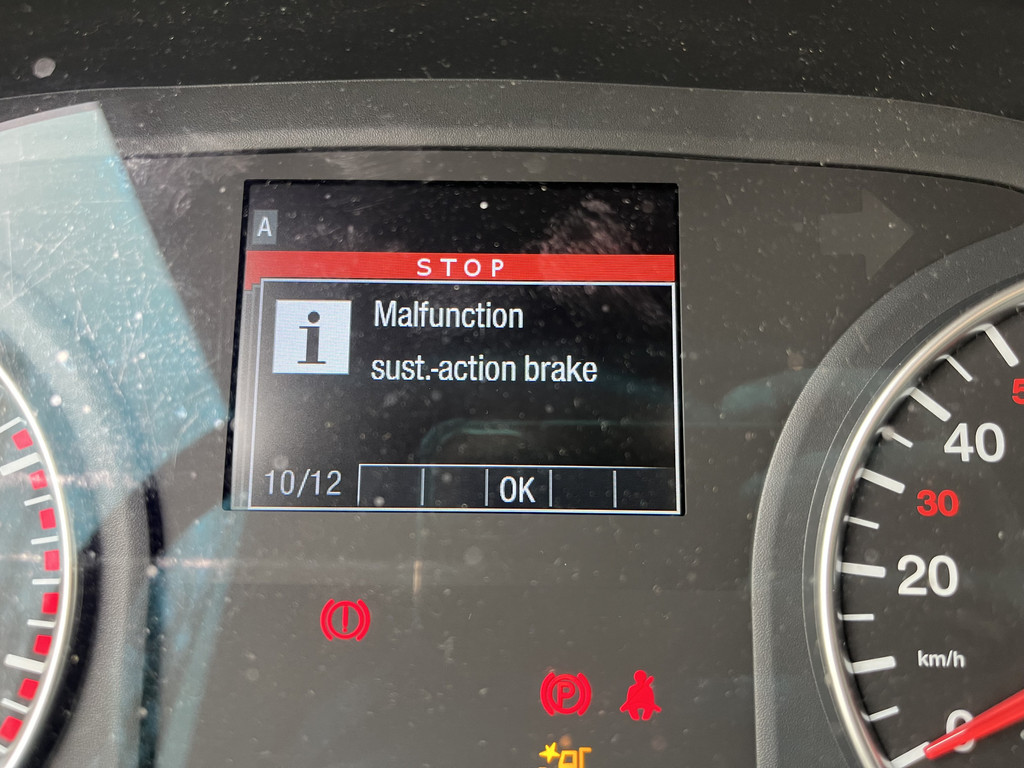 A
STOP
i
Malfunction
sust.-action brake
10/12
OK
40
30
20
km/h
0
P